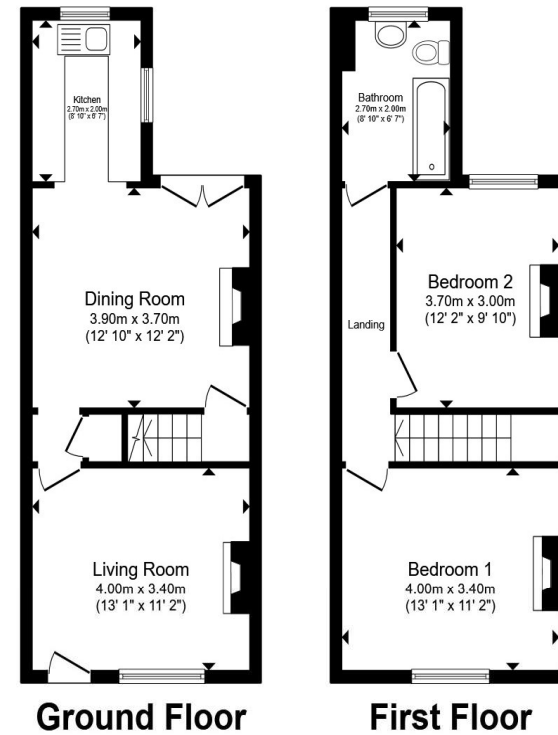 Kitchen
2.70m x 2.00m
(8' 10" x 6' 7")
Dining Room
3.90m x 3.70m
(12' 10" x 12' 2")
Living Room
4.00m x 3.40m
(13' 1" x 11' 2")
Ground Floor
Bathroom
2.70m x 2.00m
(8' 10" x 6' 7")
Bedroom 2
3.70m x 3.00m
(12' 2" x 9' 10")
Landing
Bedroom 1
4.00m x 3.40m
(13' 1" x 11' 2")
First Floor